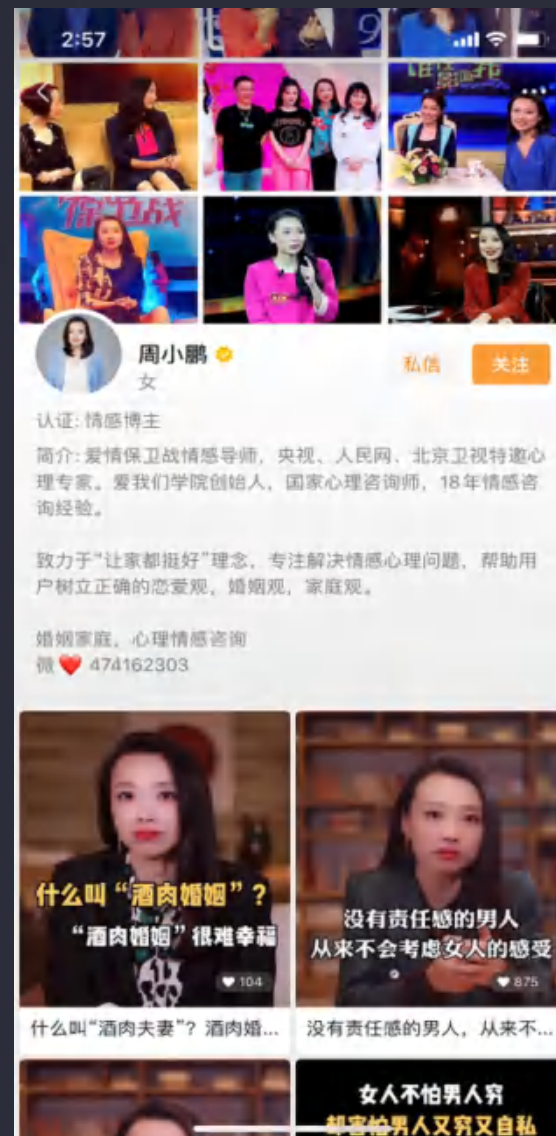 2:57
9
保卫战
周小鹏
女
私信
关注
认证: 情感博主
简介: 爱情保卫战情感导师，央视、人民网、北京卫视特邀心
理专家。爱我们学院创始人，国家心理咨询师，18年情感咨
询经验。
致力于“让家都挺好”理念，专注解决情感心理问题，帮助用
户树立正确的恋爱观，婚姻观，家庭观。
婚姻家庭，心理情感咨询
微❤️ 474162303
什么叫“酒肉婚姻”？
“酒肉婚姻”很难幸福
104
没有责任感的男人
从来不会考虑女人的感受
875
什么叫“酒肉夫妻”？酒肉婚...
没有责任感的男人，从来不...
女人不怕男人穷
却害怕男人又穷又自私